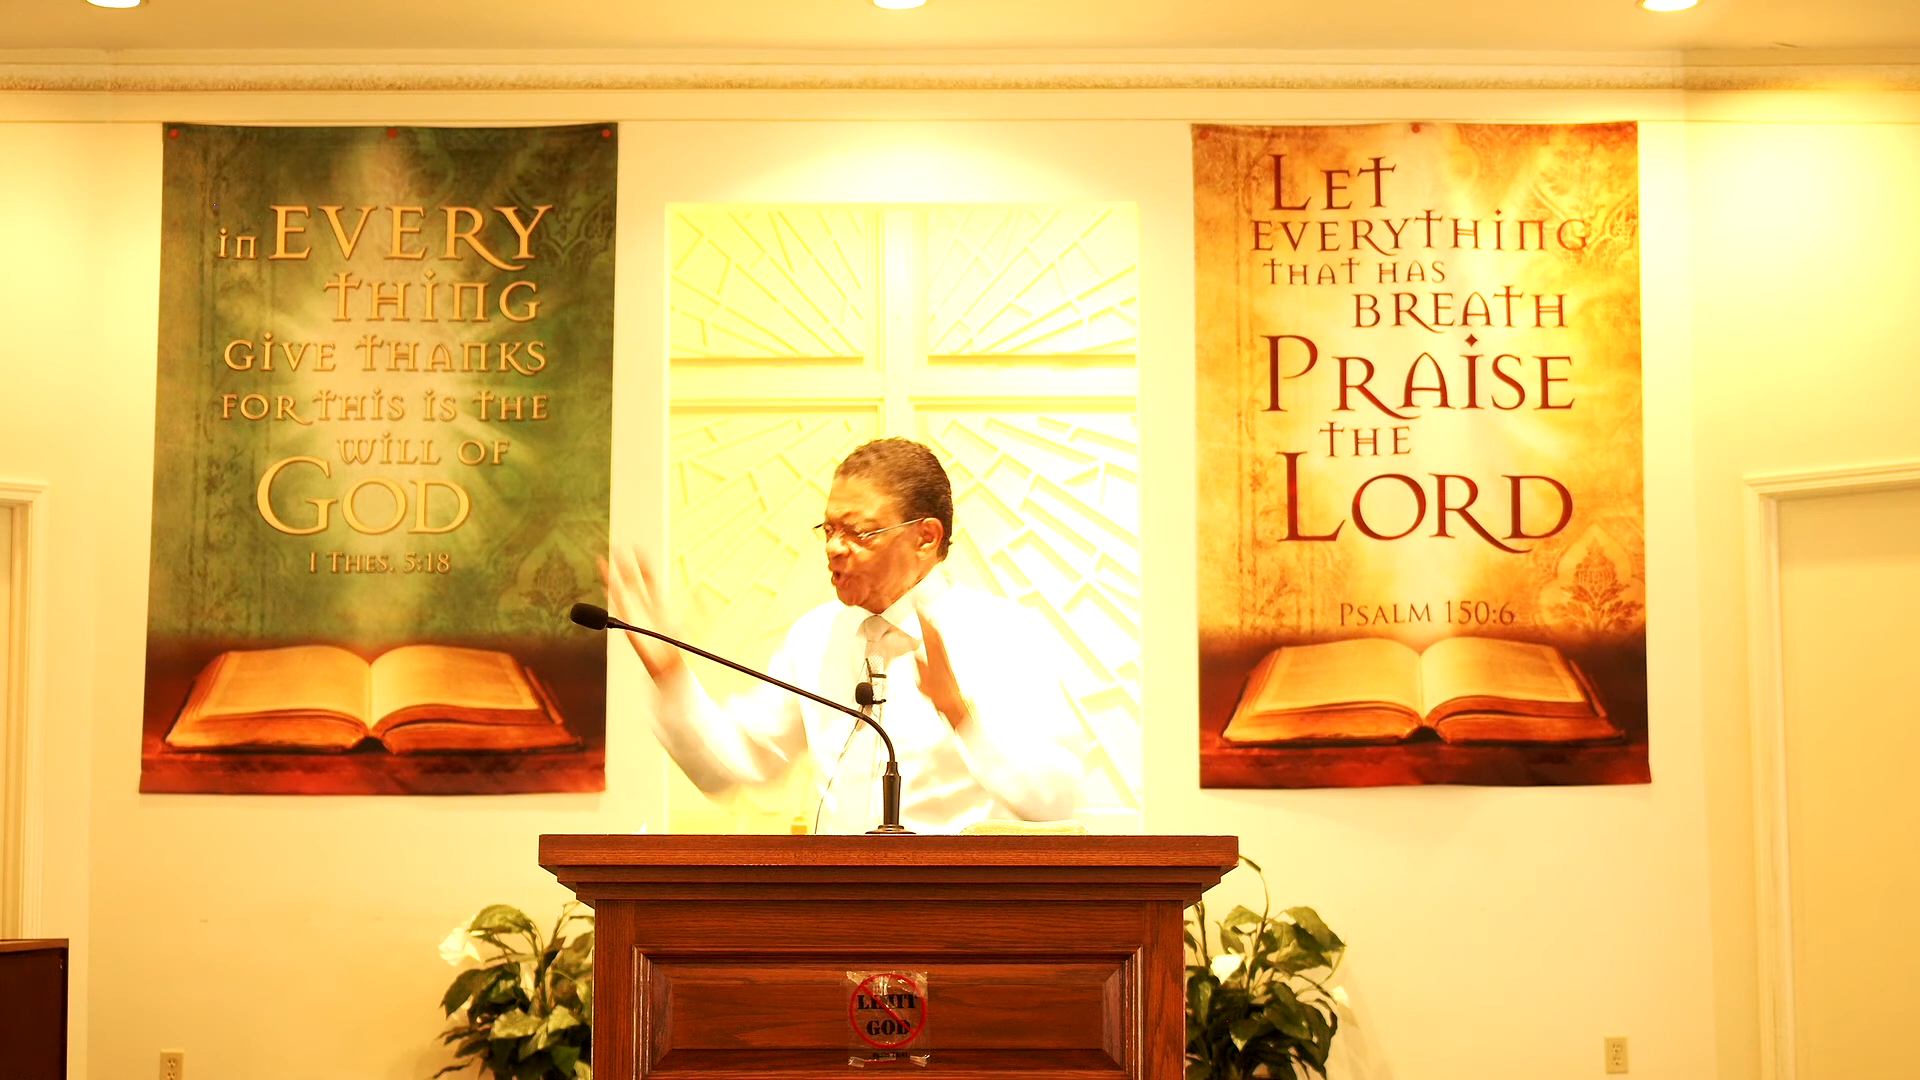 in EVERY
THING
GIVE THANKS
FOR THIS IS THE
WILL OF
GOD
1 THES. 5:18
LET
EVERYTHING
THAT HAS
BREATH
PRAISE
THE
LORD
PSALM 150:6
LIMIT
GOD